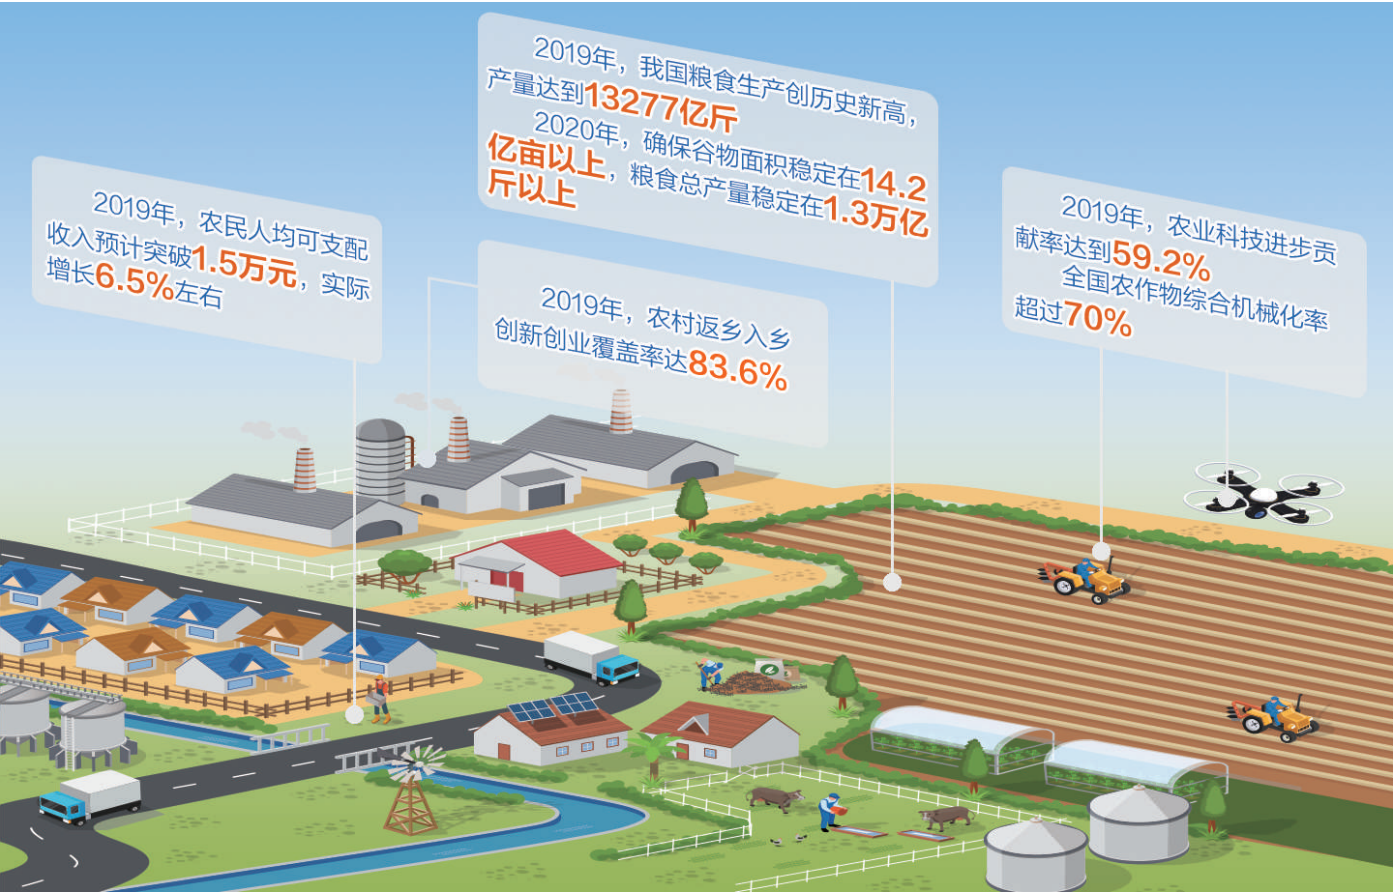 2019年，我国粮食生产创历史新高，
产量达到13277亿斤
2020年，确保谷物面积稳定在14.2
亿亩以上，粮食总产量稳定在1.3万亿
斤以上
2019年，农民人均可支配
收入预计突破1.5万元，实际
增长6.5%左右
2019年，农村返乡入乡
创新创业覆盖率达83.6%
2019年，农业科技进步贡
献率达到59.2%
全国农作物综合机械化率
超过70%